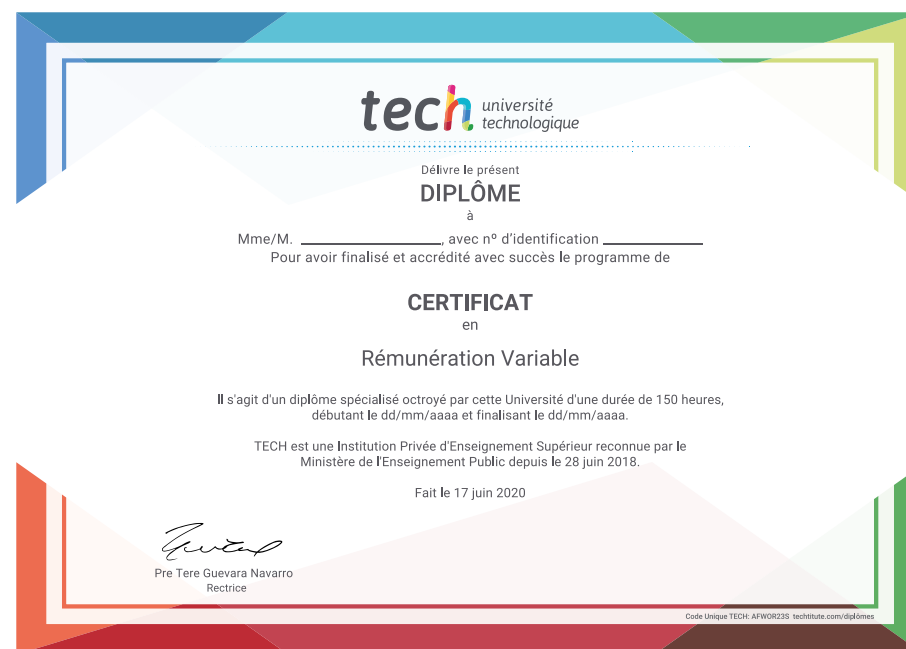 tech université
technologique
Délivre le présent
DIPLÔME
à
Mme/M. ____________________, avec nº d'identification ______________
Pour avoir finalisé et accrédité avec succès le programme de
CERTIFICAT
en
Rémunération Variable
Il s'agit d'un diplôme spécialisé octroyé par cette Université d'une durée de 150 heures,
débutant le dd/mm/aaaa et finalisant le dd/mm/aaaa.
TECH est une Institution Privée d'Enseignement Supérieur reconnue par le
Ministère de l'Enseignement Public depuis le 28 juin 2018.
Fait le 17 juin 2020
Pre Tere Guevara Navarro
Rectrice
Code Unique TECH: AFWOR23S techtitute.com/diplômes